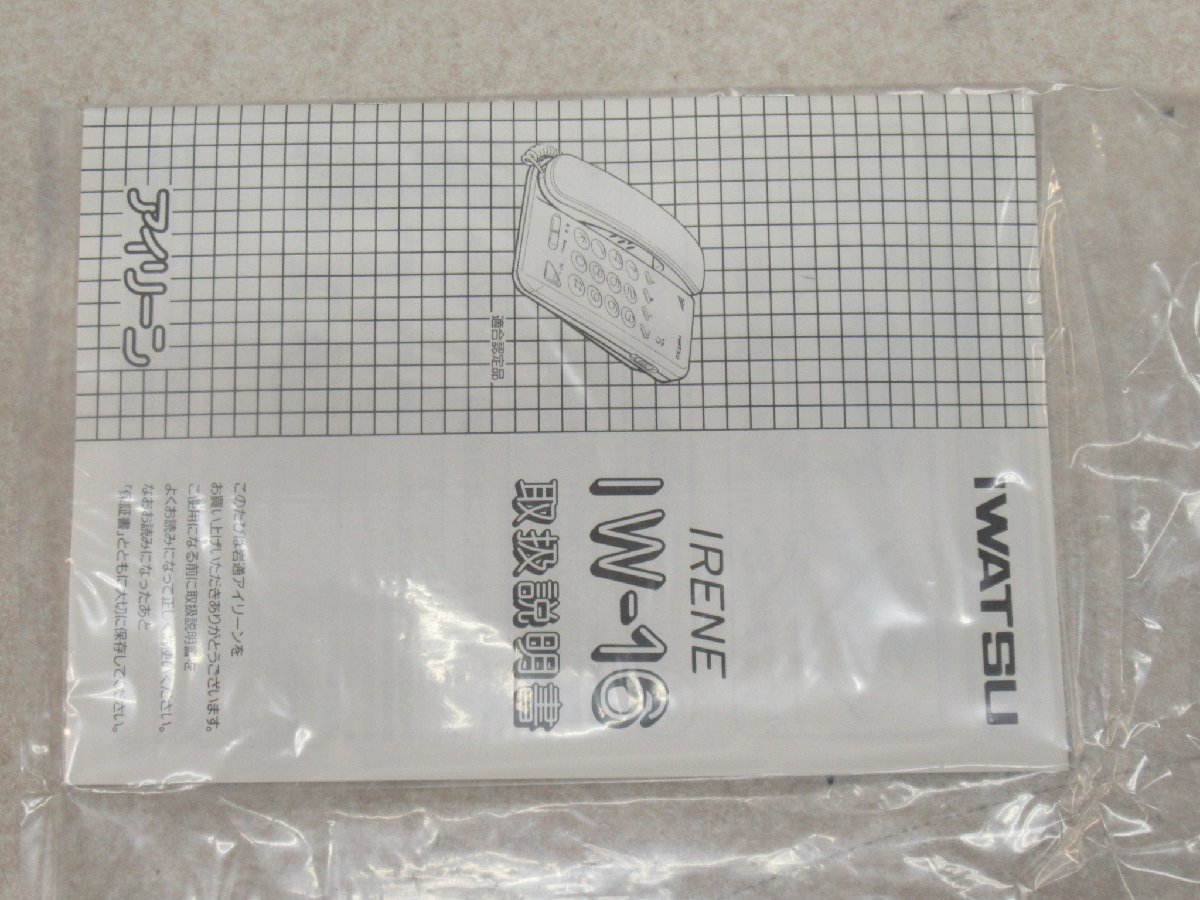 IWATSU
IRENE
IW-16
取扱説明書
適合認定品
アイリーン
このたびは岩通アイリーンを
お買い上げいただきありがとうございます。
ご使用になる前に取扱説明書を
よくお読みになって正しくお使いください。
なおお読みになったあと
「保証書」とともに大切に保存してください。